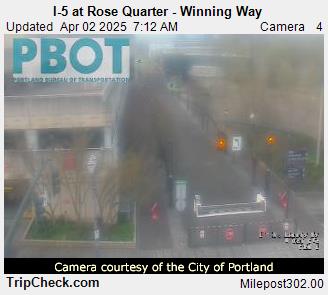 I-5 at Rose Quarter - Winning Way
Updated Apr 02 2025 7:12 AM Camera 4
PBOT
PORTLAND BUREAU OF TRANSPORTATION
Camera courtesy of the City of Portland
TripCheck.com
Milepost302.00